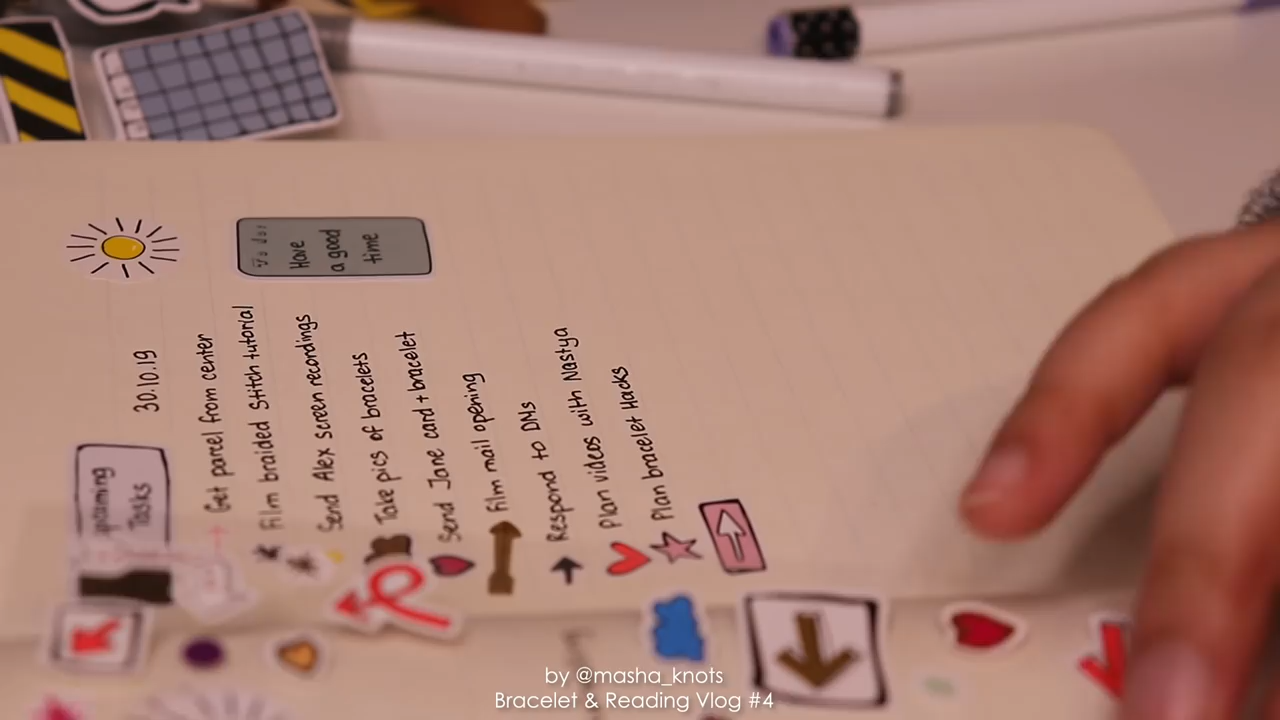 Upcoming
Tasks
30.10.19
Get parcel from center
Film braided Stitch tutorial
Send Alex screen recordings
Take pics of bracelets
Send Jane card + bracelet
Film mail opening
Respond to DMs
Plan videos with Nastya
Plan bracelet Hacks
Have
a good
time
by @masha_knots
Bracelet & Reading Vlog #4